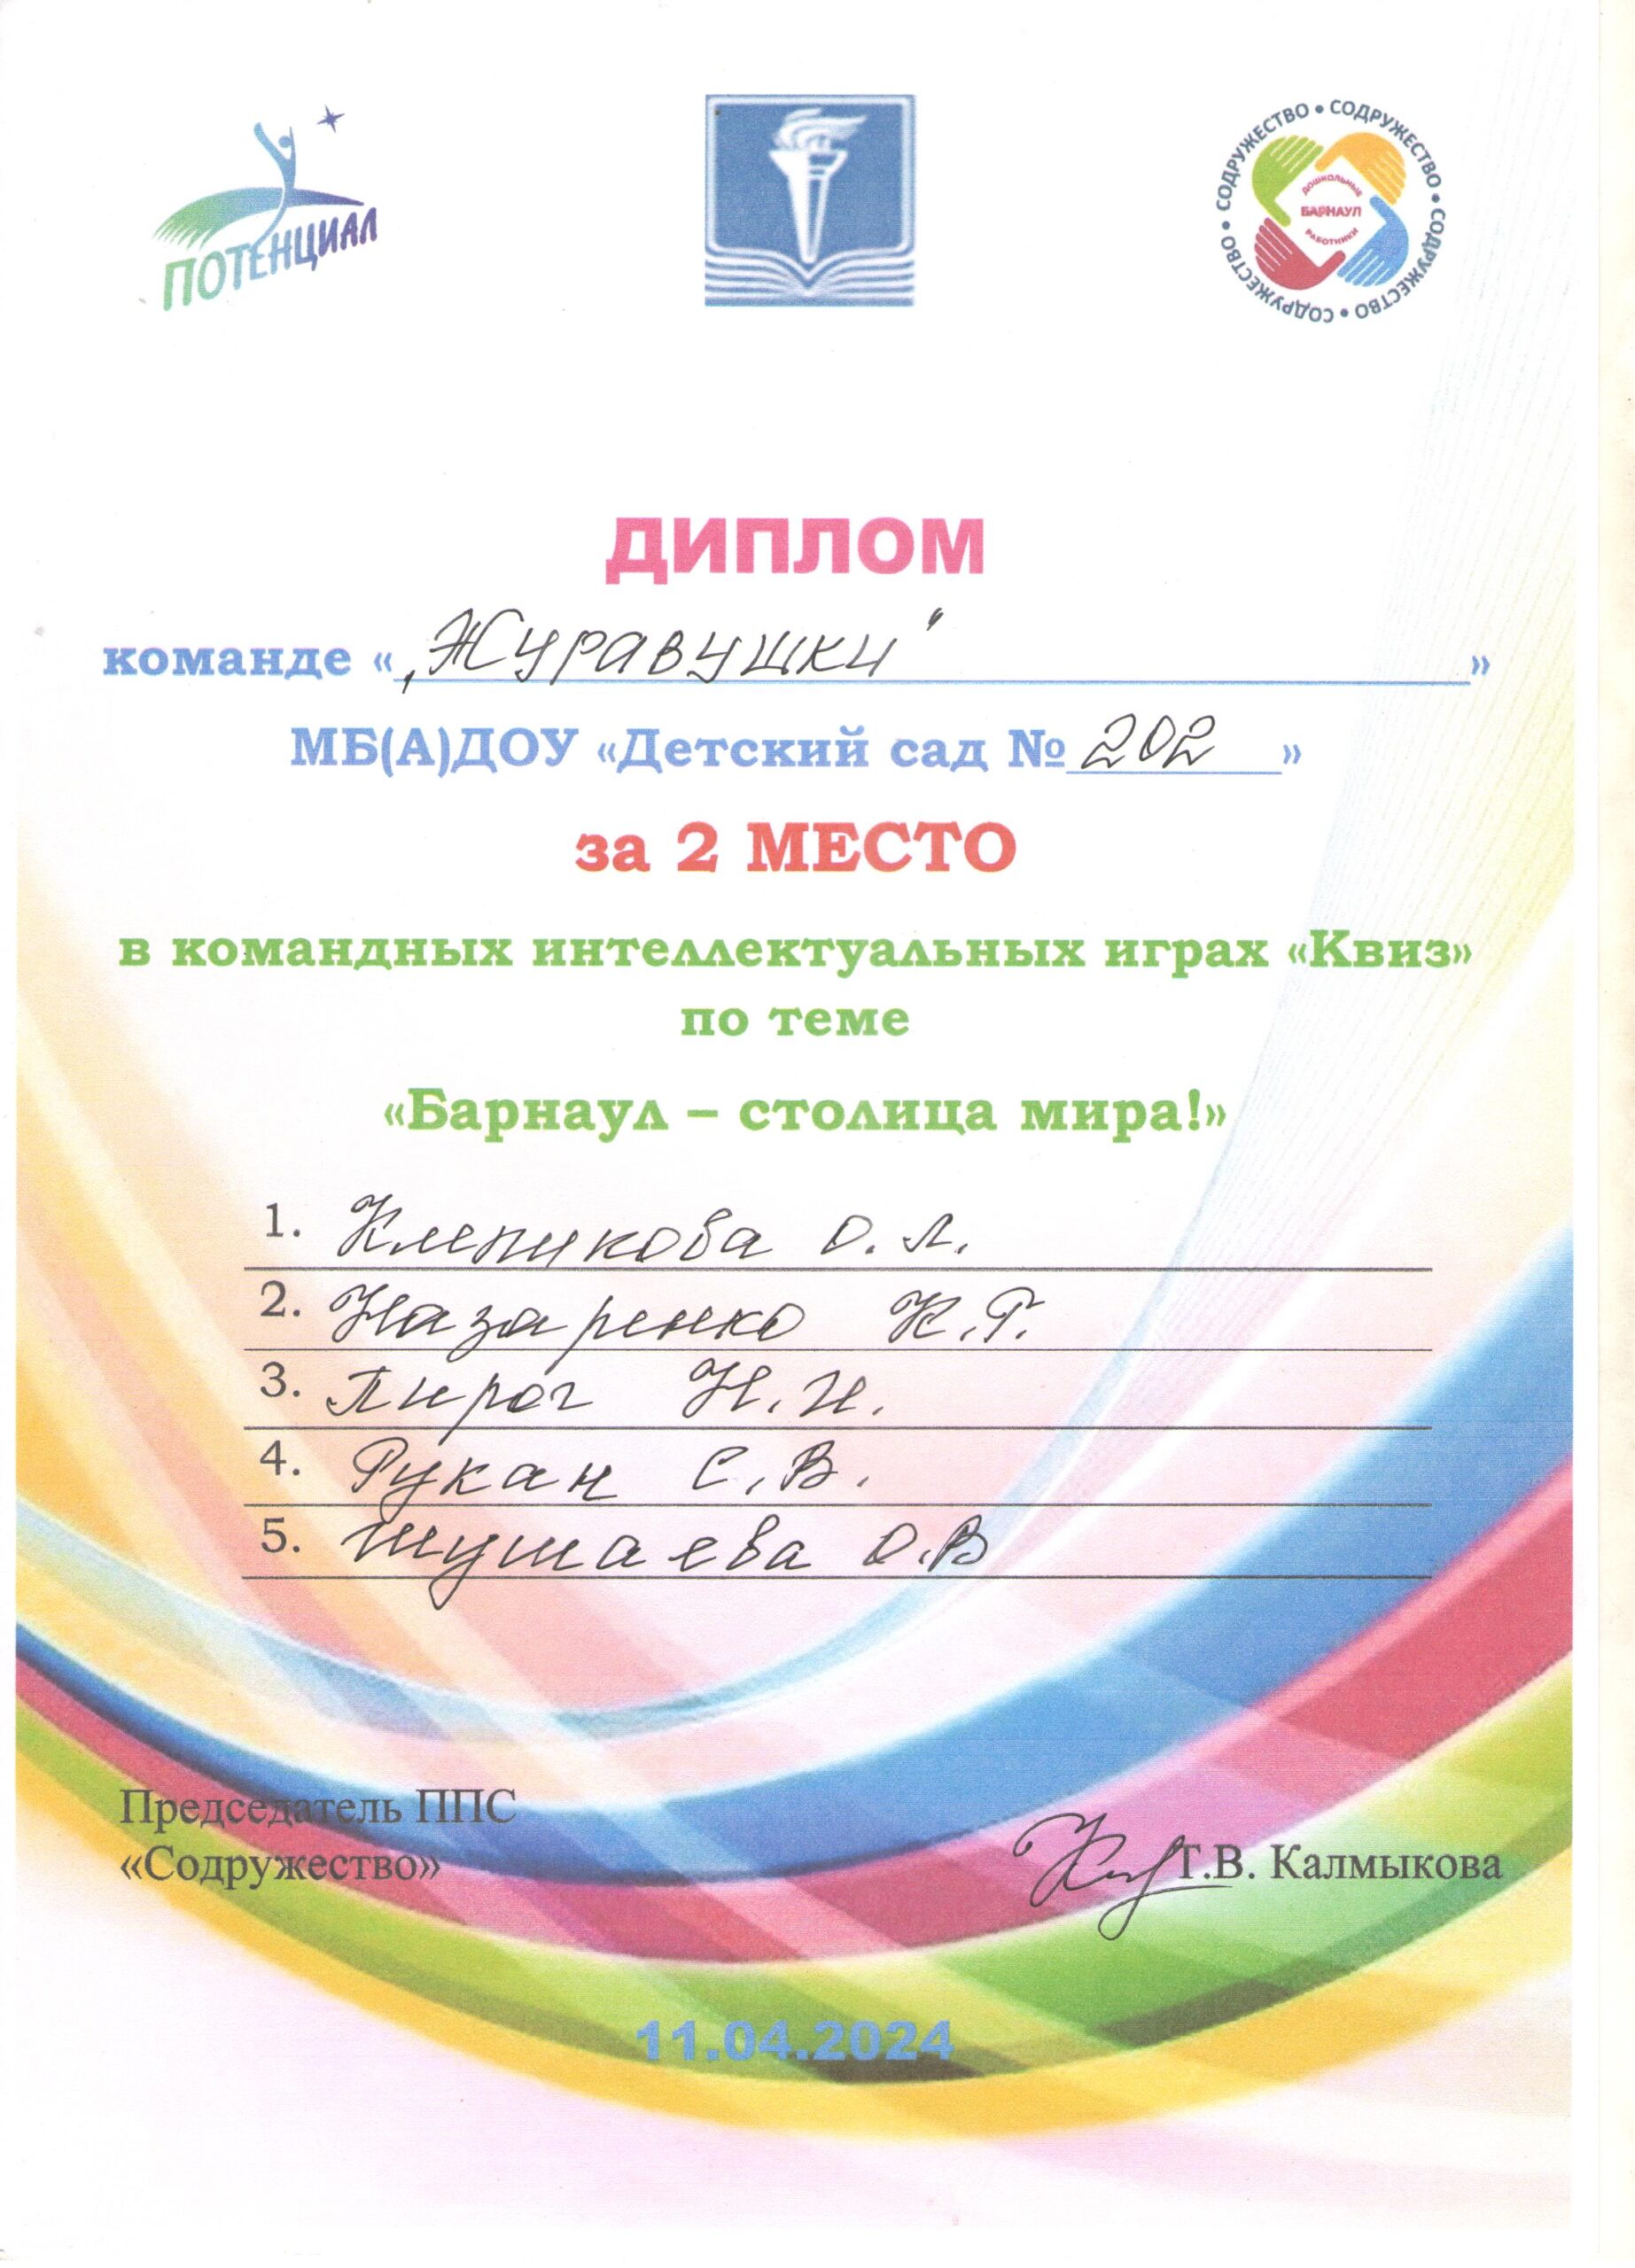 ПОТЕНЦИАЛ
СОДРУЖЕСТВО • СОДРУЖЕСТВО • СОДРУЖЕСТВО • СОДРУЖЕСТВО • СОДРУЖЕСТВО •
ДОШКОЛЬНЫЕ
БАРНАУЛ
РАБОТНИКИ
ДИПЛОМ
команде « „Журавушки" »
МБ(А)ДОУ «Детский сад № 202 »
за 2 МЕСТО
в командных интеллектуальных играх «Квиз»
по теме
«Барнаул – столица мира!»
1. Клепикова О.Л.
2. Назаренко К.Г.
3. Пирог Н.Н.
4. Рукан С.В.
5. Шушаева О.В
Председатель ППС
«Содружество» Т.В. Калмыкова
11.04.2024